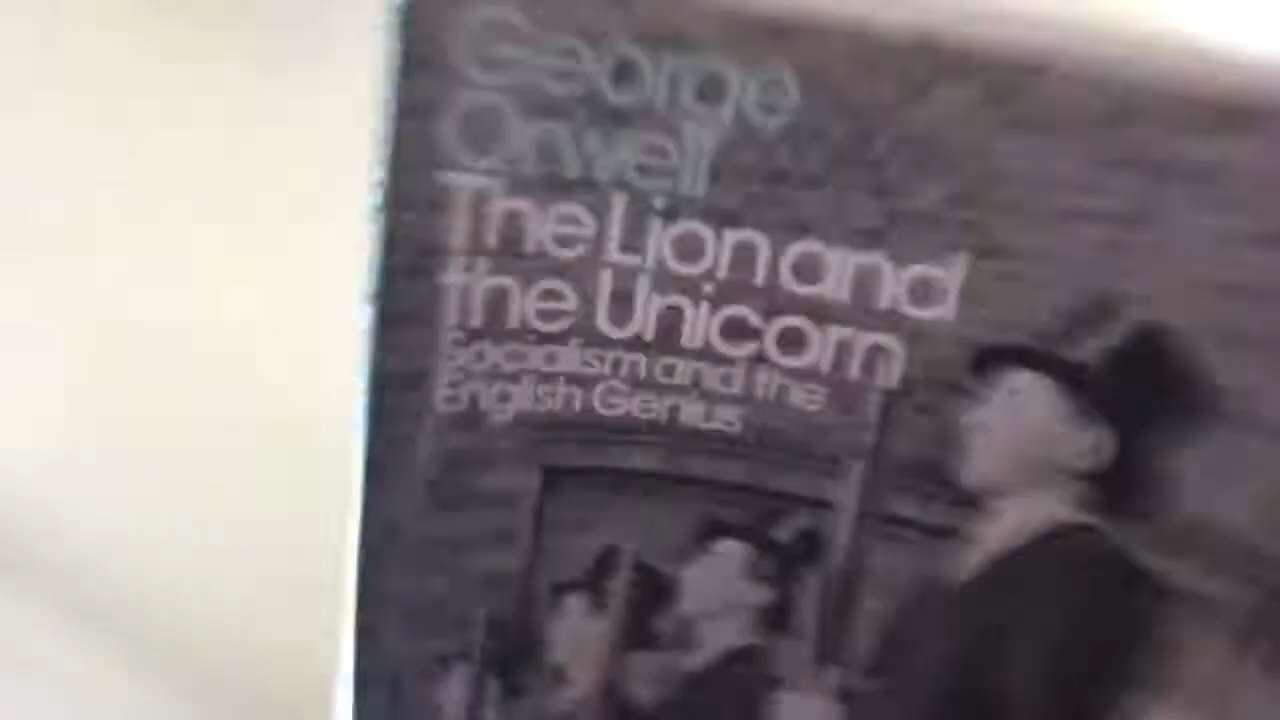 George
Orwell
The Lion and
the Unicorn
Socialism and the
English Genius